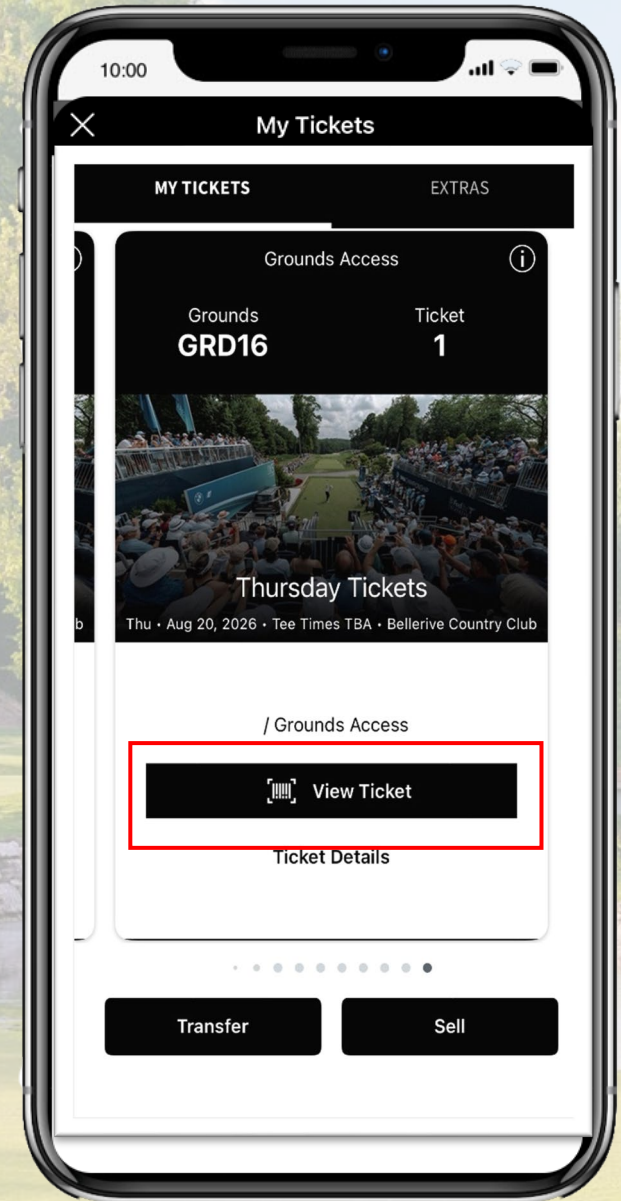 10:00
My Tickets
MY TICKETS
EXTRAS
Grounds Access
Grounds
Ticket
GRD16
1
Thursday Tickets
b
Thu • Aug 20, 2026 • Tee Times TBA • Bellerive Country Club
/ Grounds Access
View Ticket
Ticket Details
Transfer
Sell